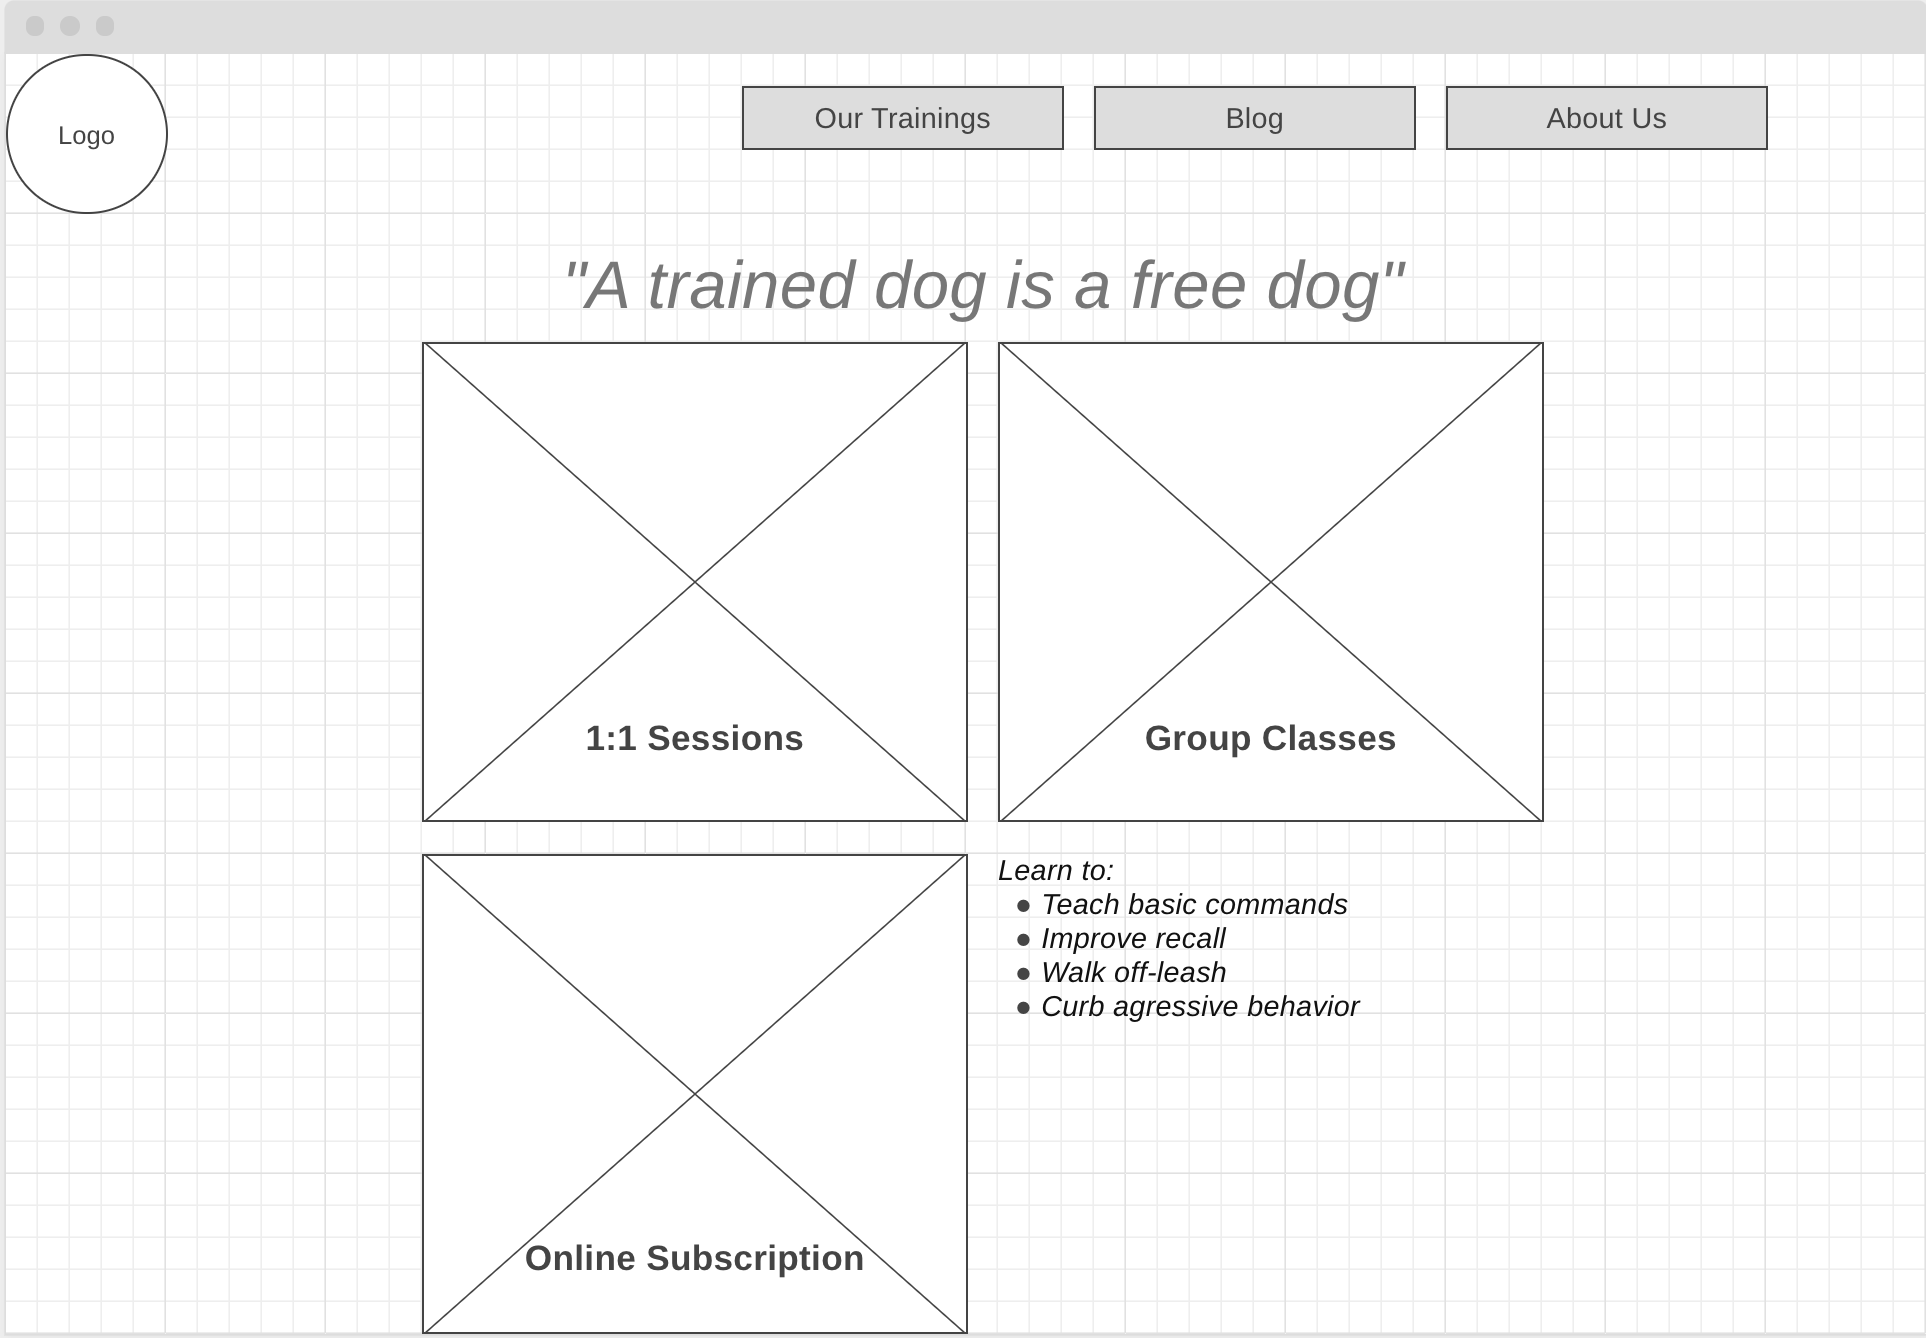 Logo
Our Trainings
Blog
About Us
"A trained dog is a free dog"
1:1 Sessions
Group Classes
Learn to:
● Teach basic commands
● Improve recall
● Walk off-leash
● Curb agressive behavior
Online Subscription